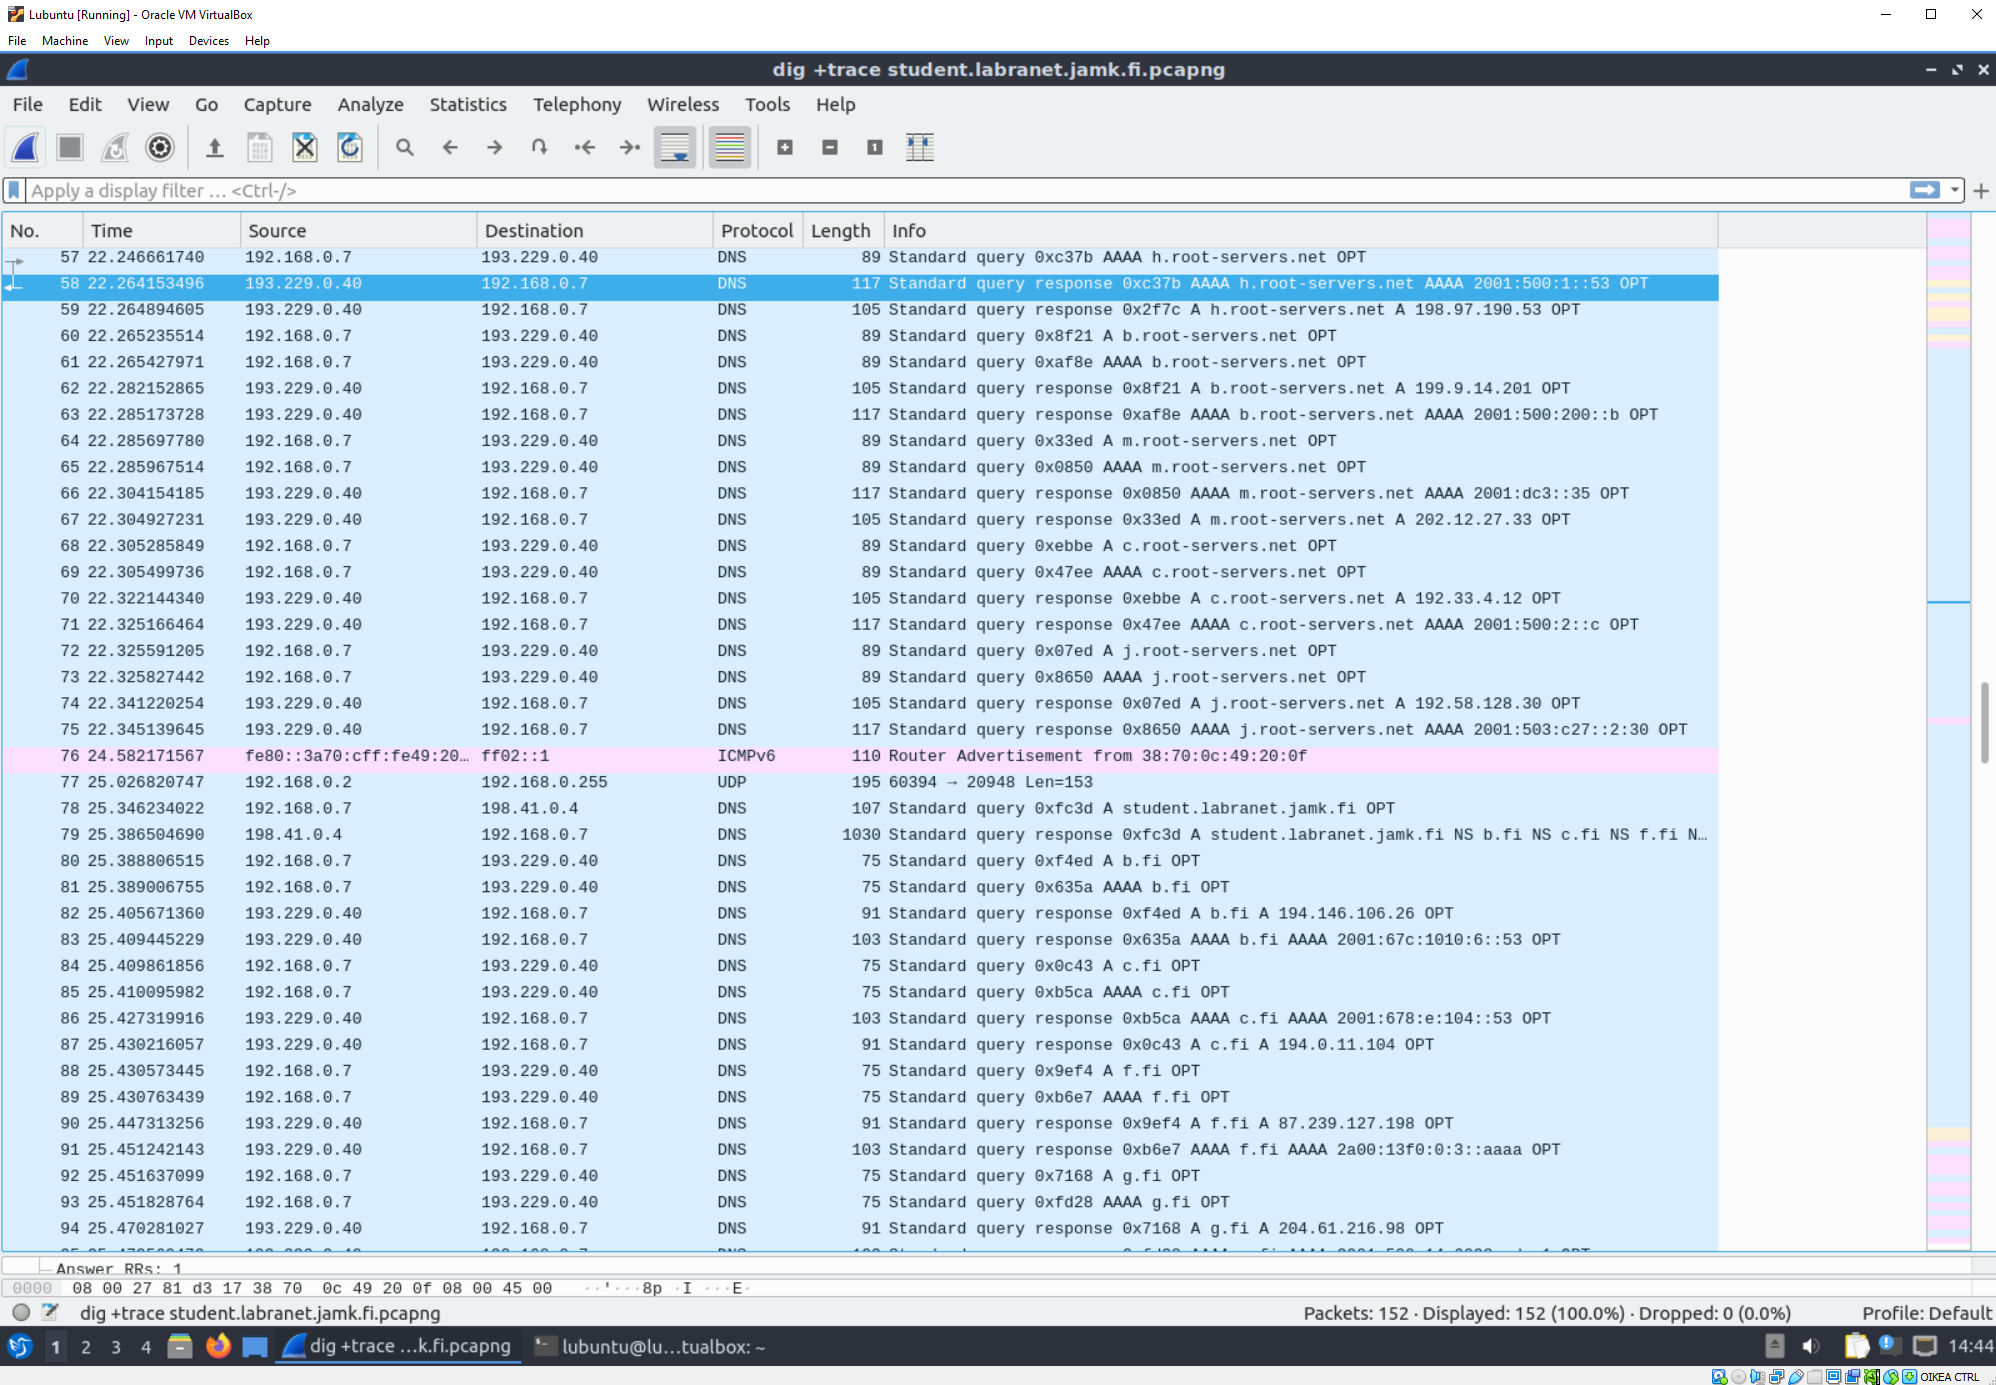 Lubuntu [Running] - Oracle VM VirtualBox
File Machine View Input Devices Help
dig +trace student.labranet.jamk.fi.pcapng
File Edit View Go Capture Analyze Statistics Telephony Wireless Tools Help
Apply a display filter … <Ctrl-/>
No. Time Source Destination Protocol Length Info
57 22.246661740 192.168.0.7 193.229.0.40 DNS 89 Standard query 0xc37b AAAA h.root-servers.net OPT
58 22.264153496 193.229.0.40 192.168.0.7 DNS 117 Standard query response 0xc37b AAAA h.root-servers.net AAAA 2001:500:1::53 OPT
59 22.264894605 193.229.0.40 192.168.0.7 DNS 105 Standard query response 0x2f7c A h.root-servers.net A 198.97.190.53 OPT
60 22.265235514 192.168.0.7 193.229.0.40 DNS 89 Standard query 0x8f21 A b.root-servers.net OPT
61 22.265427971 192.168.0.7 193.229.0.40 DNS 89 Standard query 0xaf8e AAAA b.root-servers.net OPT
62 22.282152865 193.229.0.40 192.168.0.7 DNS 105 Standard query response 0x8f21 A b.root-servers.net A 199.9.14.201 OPT
63 22.285173728 193.229.0.40 192.168.0.7 DNS 117 Standard query response 0xaf8e AAAA b.root-servers.net AAAA 2001:500:200::b OPT
64 22.285697780 192.168.0.7 193.229.0.40 DNS 89 Standard query 0x33ed A m.root-servers.net OPT
65 22.285967514 192.168.0.7 193.229.0.40 DNS 89 Standard query 0x0850 AAAA m.root-servers.net OPT
66 22.304154185 193.229.0.40 192.168.0.7 DNS 117 Standard query response 0x0850 AAAA m.root-servers.net AAAA 2001:dc3::35 OPT
67 22.304927231 193.229.0.40 192.168.0.7 DNS 105 Standard query response 0x33ed A m.root-servers.net A 202.12.27.33 OPT
68 22.305285849 192.168.0.7 193.229.0.40 DNS 89 Standard query 0xebbe A c.root-servers.net OPT
69 22.305499736 192.168.0.7 193.229.0.40 DNS 89 Standard query 0x47ee AAAA c.root-servers.net OPT
70 22.322144340 193.229.0.40 192.168.0.7 DNS 105 Standard query response 0xebbe A c.root-servers.net A 192.33.4.12 OPT
71 22.325166464 193.229.0.40 192.168.0.7 DNS 117 Standard query response 0x47ee AAAA c.root-servers.net AAAA 2001:500:2::c OPT
72 22.325591205 192.168.0.7 193.229.0.40 DNS 89 Standard query 0x07ed A j.root-servers.net OPT
73 22.325827442 192.168.0.7 193.229.0.40 DNS 89 Standard query 0x8650 AAAA j.root-servers.net OPT
74 22.341220254 193.229.0.40 192.168.0.7 DNS 105 Standard query response 0x07ed A j.root-servers.net A 192.58.128.30 OPT
75 22.345139645 193.229.0.40 192.168.0.7 DNS 117 Standard query response 0x8650 AAAA j.root-servers.net AAAA 2001:503:c27::2:30 OPT
76 24.582171567 fe80::3a70:cff:fe49:20… ff02::1 ICMPv6 110 Router Advertisement from 38:70:0c:49:20:0f
77 25.026820747 192.168.0.2 192.168.0.255 UDP 195 60394 → 20948 Len=153
78 25.346234022 192.168.0.7 198.41.0.4 DNS 107 Standard query 0xfc3d A student.labranet.jamk.fi OPT
79 25.386504690 198.41.0.4 192.168.0.7 DNS 1030 Standard query response 0xfc3d A student.labranet.jamk.fi NS b.fi NS c.fi NS f.fi N…
80 25.388806515 192.168.0.7 193.229.0.40 DNS 75 Standard query 0xf4ed A b.fi OPT
81 25.389006755 192.168.0.7 193.229.0.40 DNS 75 Standard query 0x635a AAAA b.fi OPT
82 25.405671360 193.229.0.40 192.168.0.7 DNS 91 Standard query response 0xf4ed A b.fi A 194.146.106.26 OPT
83 25.409445229 193.229.0.40 192.168.0.7 DNS 103 Standard query response 0x635a AAAA b.fi AAAA 2001:67c:1010:6::53 OPT
84 25.409861856 192.168.0.7 193.229.0.40 DNS 75 Standard query 0x0c43 A c.fi OPT
85 25.410095982 192.168.0.7 193.229.0.40 DNS 75 Standard query 0xb5ca AAAA c.fi OPT
86 25.427319916 193.229.0.40 192.168.0.7 DNS 103 Standard query response 0xb5ca AAAA c.fi AAAA 2001:678:e:104::53 OPT
87 25.430216057 193.229.0.40 192.168.0.7 DNS 91 Standard query response 0x0c43 A c.fi A 194.0.11.104 OPT
88 25.430573445 192.168.0.7 193.229.0.40 DNS 75 Standard query 0x9ef4 A f.fi OPT
89 25.430763439 192.168.0.7 193.229.0.40 DNS 75 Standard query 0xb6e7 AAAA f.fi OPT
90 25.447313256 193.229.0.40 192.168.0.7 DNS 91 Standard query response 0x9ef4 A f.fi A 87.239.127.198 OPT
91 25.451242143 193.229.0.40 192.168.0.7 DNS 103 Standard query response 0xb6e7 AAAA f.fi AAAA 2a00:13f0:0:3::aaaa OPT
92 25.451637099 192.168.0.7 193.229.0.40 DNS 75 Standard query 0x7168 A g.fi OPT
93 25.451828764 192.168.0.7 193.229.0.40 DNS 75 Standard query 0xfd28 AAAA g.fi OPT
94 25.470281027 193.229.0.40 192.168.0.7 DNS 91 Standard query response 0x7168 A g.fi A 204.61.216.98 OPT
Answer RRs: 1
0000 08 00 27 81 d3 17 38 70 0c 49 20 0f 08 00 45 00 ··'···8p ·I ···E·
dig +trace student.labranet.jamk.fi.pcapng Packets: 152 · Displayed: 152 (100.0%) · Dropped: 0 (0.0%) Profile: Default
1 2 3 4 dig +trace …k.fi.pcapng lubuntu@lu…tualbox: ~ 14:44
OIKEA CTRL